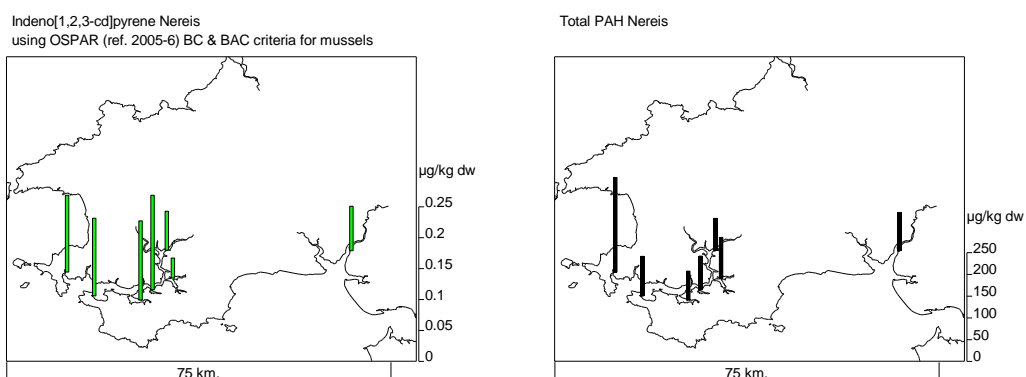 Indeno[1,2,3-cd]pyrene Nereis
using OSPAR (ref. 2005-6) BC & BAC criteria for mussels
µg/kg dw
0.25
0.2
0.15
0.1
0.05
0
75 km.
Total PAH Nereis
µg/kg dw
250
200
150
100
50
0
75 km.